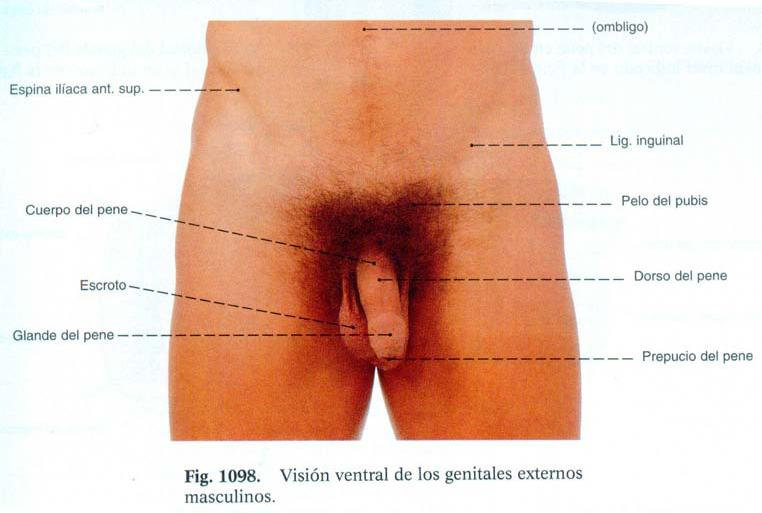 (ombligo)
Espina ilíaca ant. sup.
Lig. inguinal
Pelo del pubis
Cuerpo del pene
Dorso del pene
Escroto
Glande del pene
Prepucio del pene
Fig. 1098. Visión ventral de los genitales externos
masculinos.